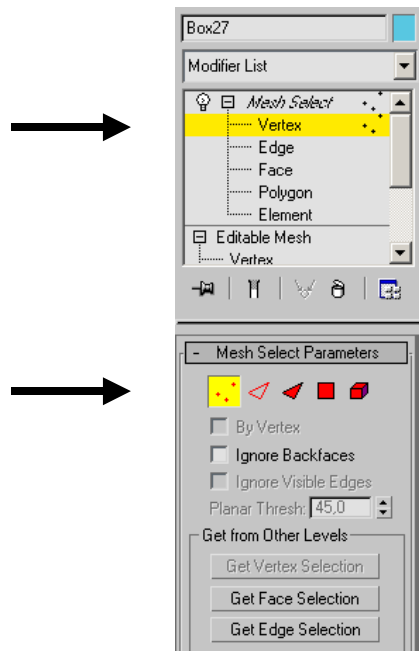 Box27
Modifier List
Mesh Select
Vertex
Edge
Face
Polygon
Element
Editable Mesh
Vertex
- Mesh Select Parameters
By Vertex
Ignore Backfaces
Ignore Visible Edges
Planar Thresh: 45,0
Get from Other Levels
Get Vertex Selection
Get Face Selection
Get Edge Selection